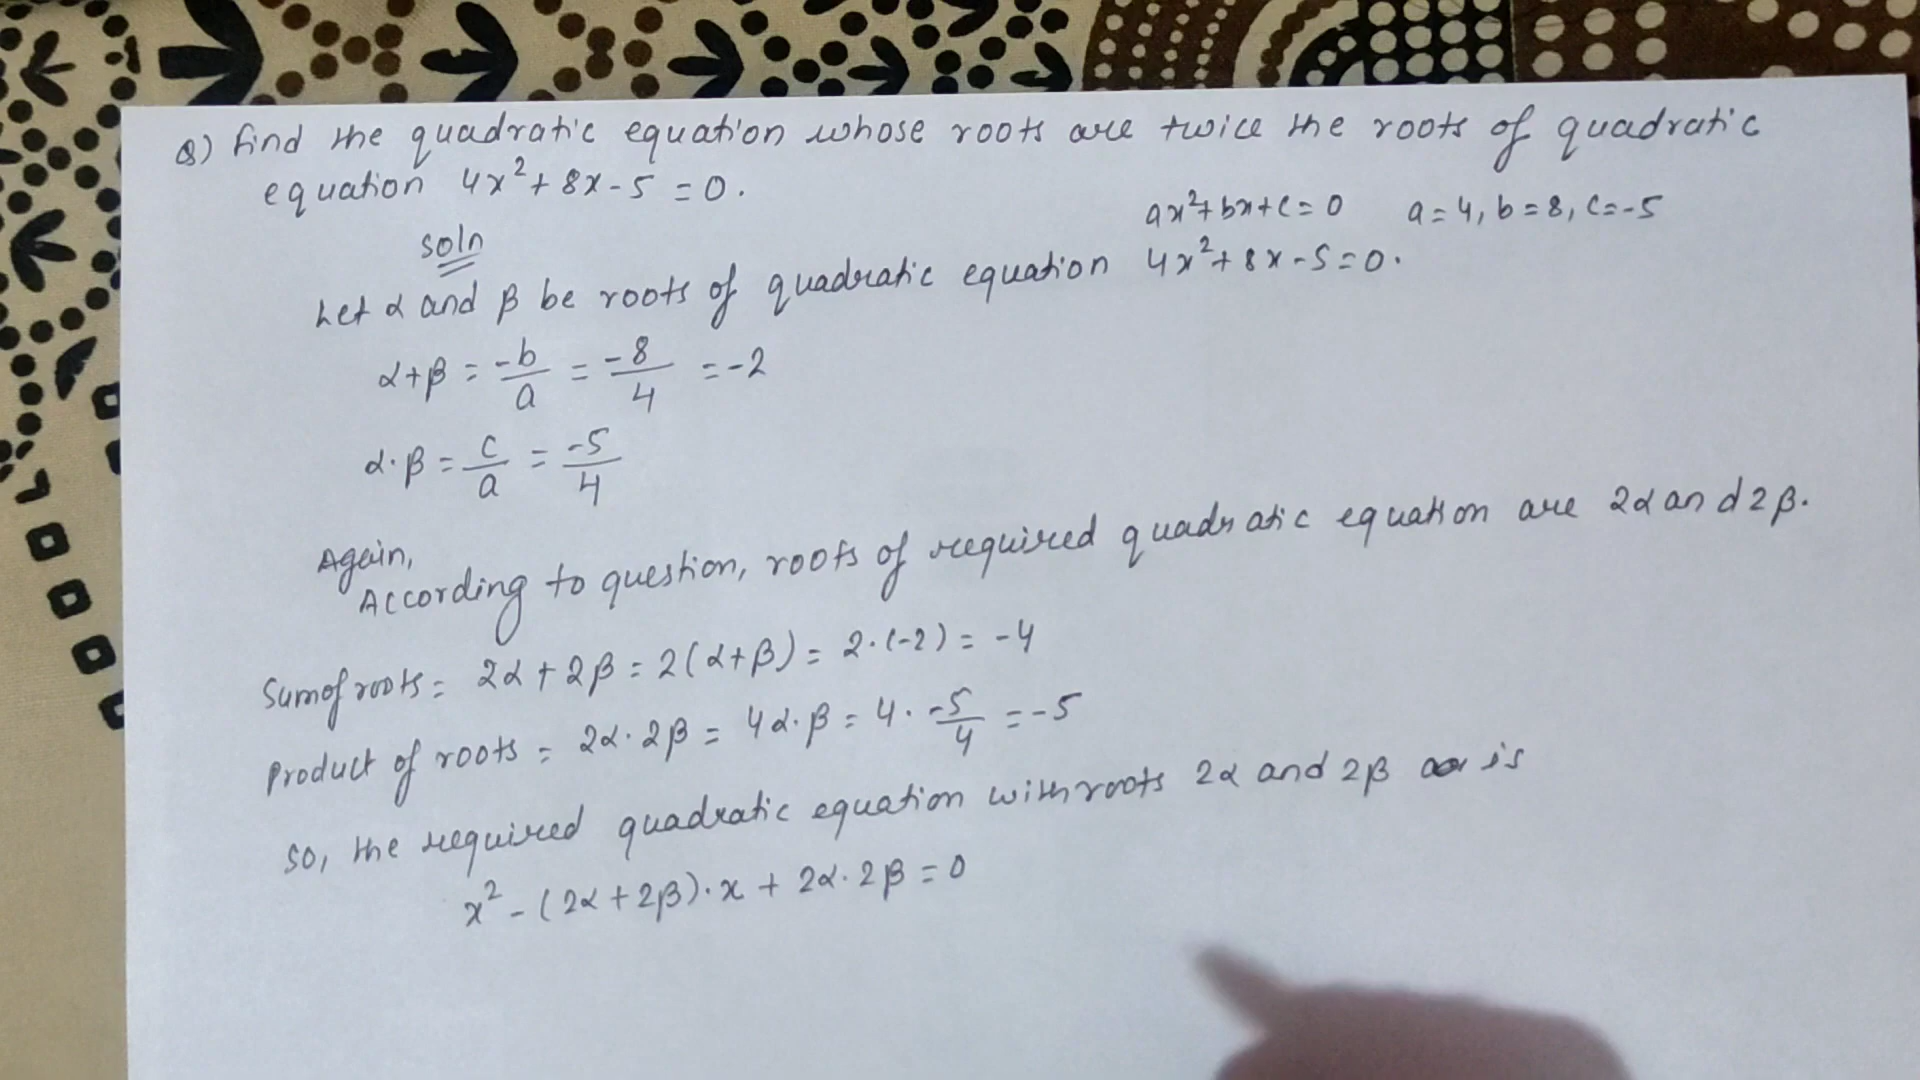 Q) find the quadratic equation whose roots are twice the roots of quadratic
equation 4x²+8x-5 =0.
ax²+bx+c=0 a=4, b=8, c=-5
soln
Let α and β be roots of quadratic equation 4x²+8x-5=0.
α+β = -b/a = -8/4 = -2
α·β = c/a = -5/4
Again,
According to question, roots of required quadratic equation are 2α and 2β.
Sum of roots = 2α + 2β = 2(α+β) = 2·(-2) = -4
Product of roots = 2α·2β = 4α·β = 4·-5/4 = -5
So, the required quadratic equation with roots 2α and 2β is
x² - (2α+2β)·x + 2α·2β = 0